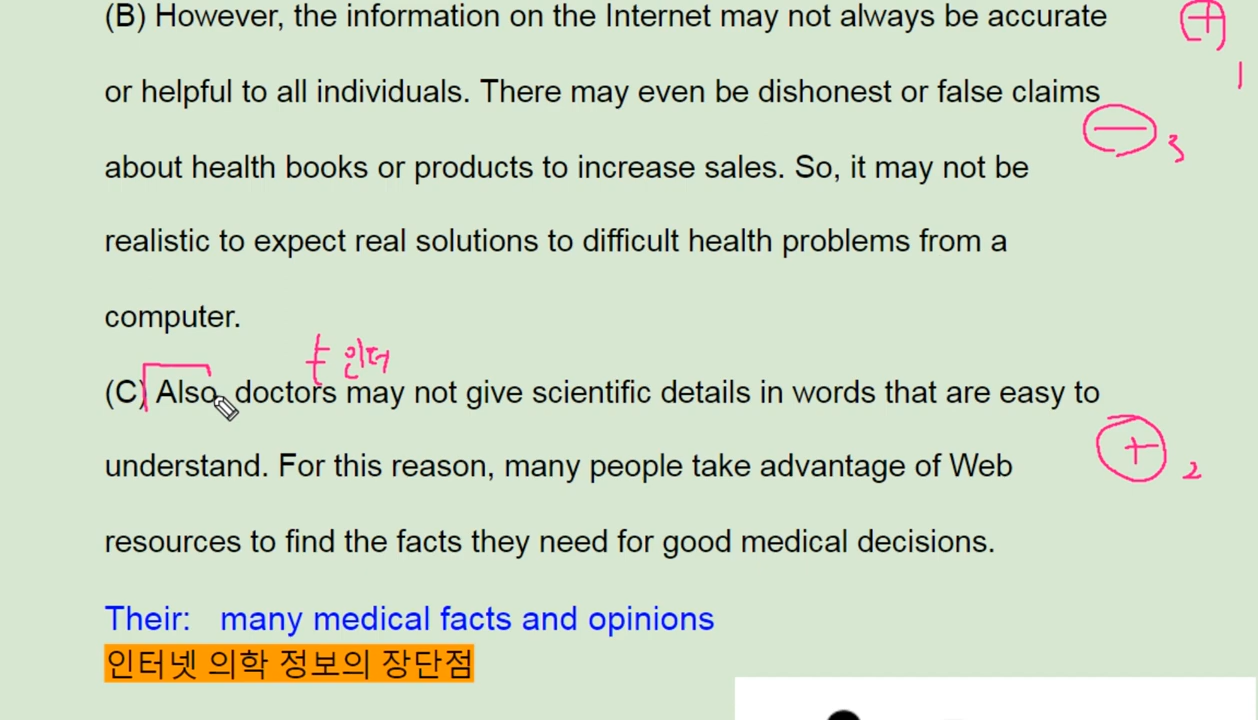 (B) However, the information on the Internet may not always be accurate
or helpful to all individuals. There may even be dishonest or false claims
about health books or products to increase sales. So, it may not be
realistic to expect real solutions to difficult health problems from a
computer.
(C) Also, doctors may not give scientific details in words that are easy to
understand. For this reason, many people take advantage of Web
resources to find the facts they need for good medical decisions.
Their: many medical facts and opinions
인터넷 의학 정보의 장단점
+
1
− 3
인터
+ 2